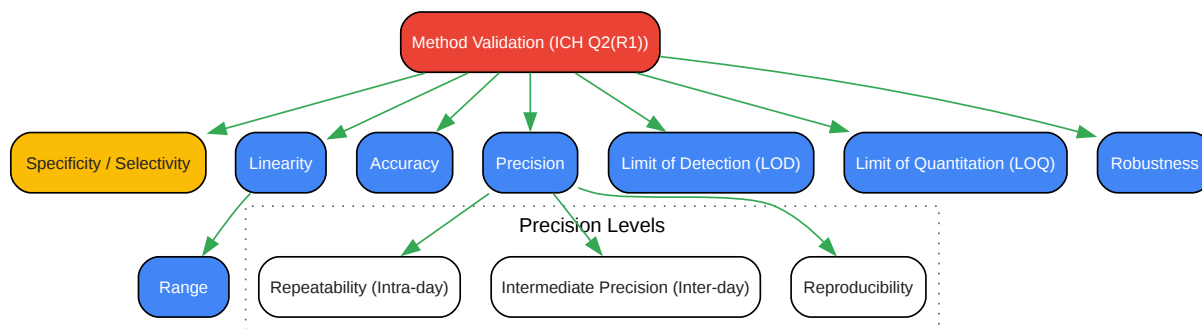 Method Validation (ICH Q2(R1))
Specificity / Selectivity
Linearity
Accuracy
Precision
Limit of Detection (LOD)
Limit of Quantitation (LOQ)
Robustness
Precision Levels
Range
Repeatability (Intra-day)
Intermediate Precision (Inter-day)
Reproducibility